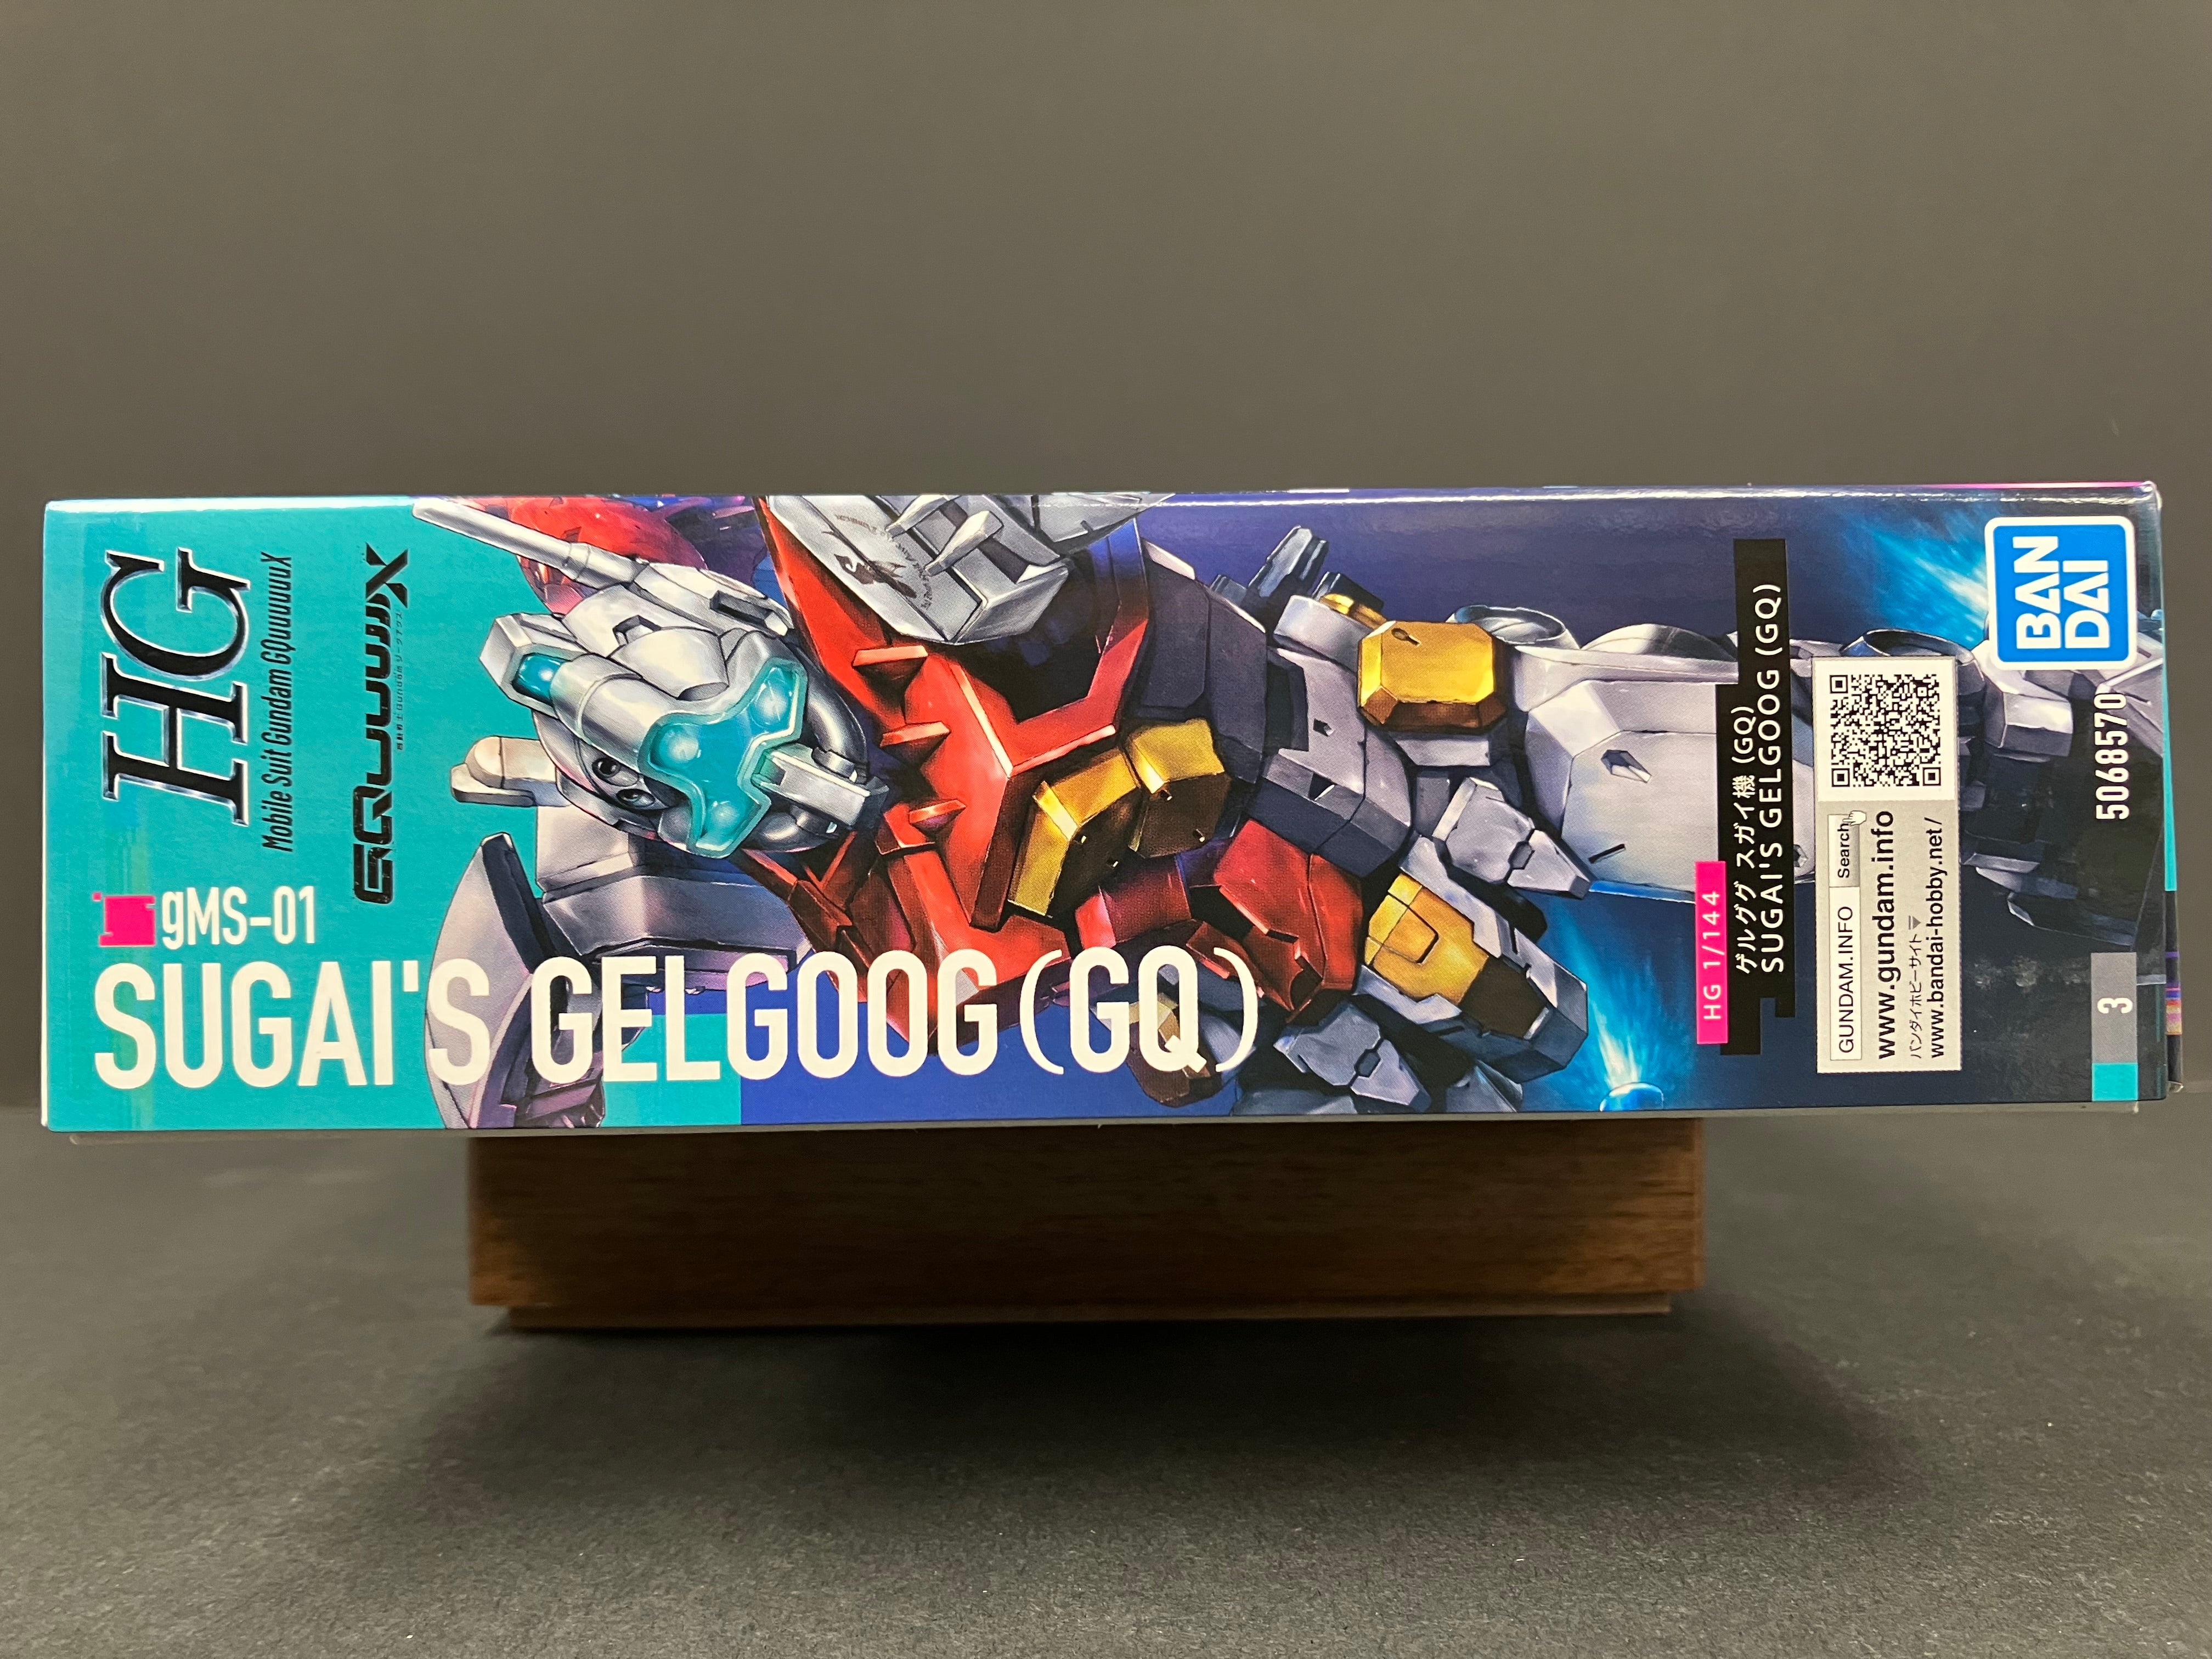 HG
Mobile Suit Gundam GQuuuuuuX
GQuuuuuuX
gMS-01
SUGAI'S GELGOOG(GQ)
HG 1/144
ゲルググ スガイ機 (GQ)
SUGAI'S GELGOOG (GQ)
GUNDAM.INFO Search
www.gundam.info
バンダイホビーサイト▼
www.bandai-hobby.net/
BAN
DAI
5068570
3